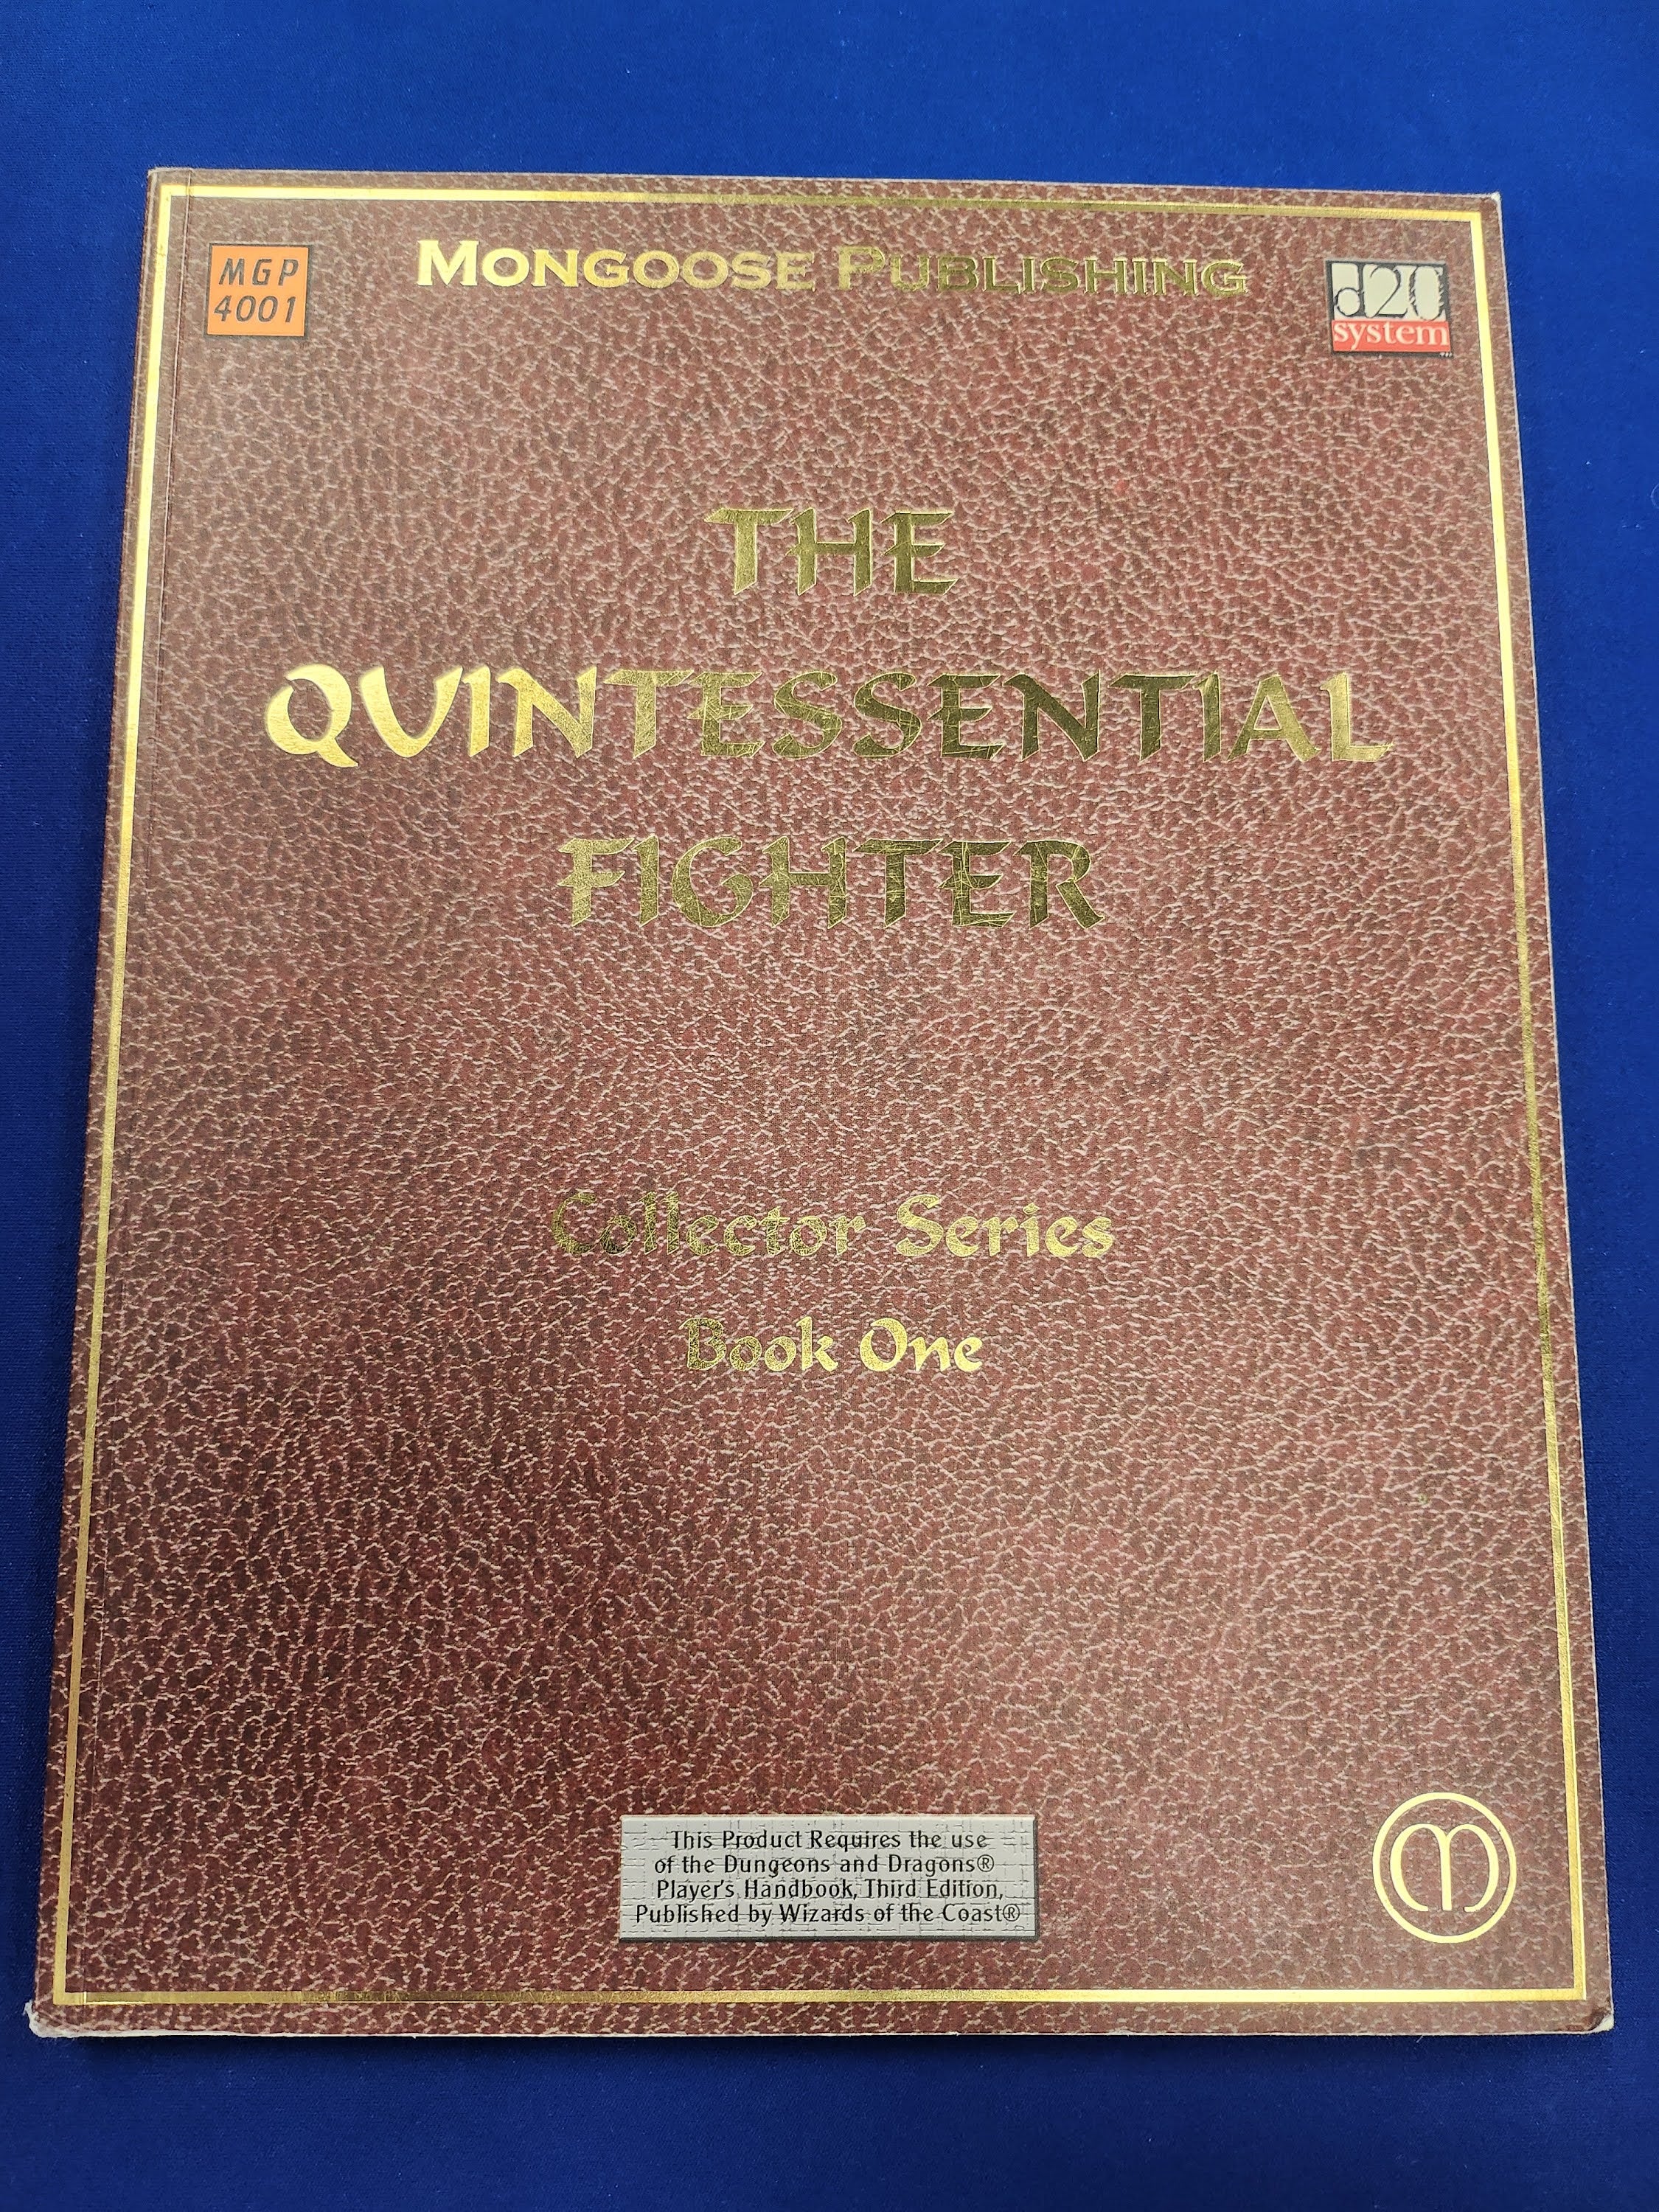 MGP
4001
MONGOOSE PUBLISHING
d20
system
THE
QUINTESSENTIAL
FIGHTER
Collector Series
Book One
This Product Requires the use
of the Dungeons and Dragons®
Player's Handbook, Third Edition,
Published by Wizards of the Coast®
M